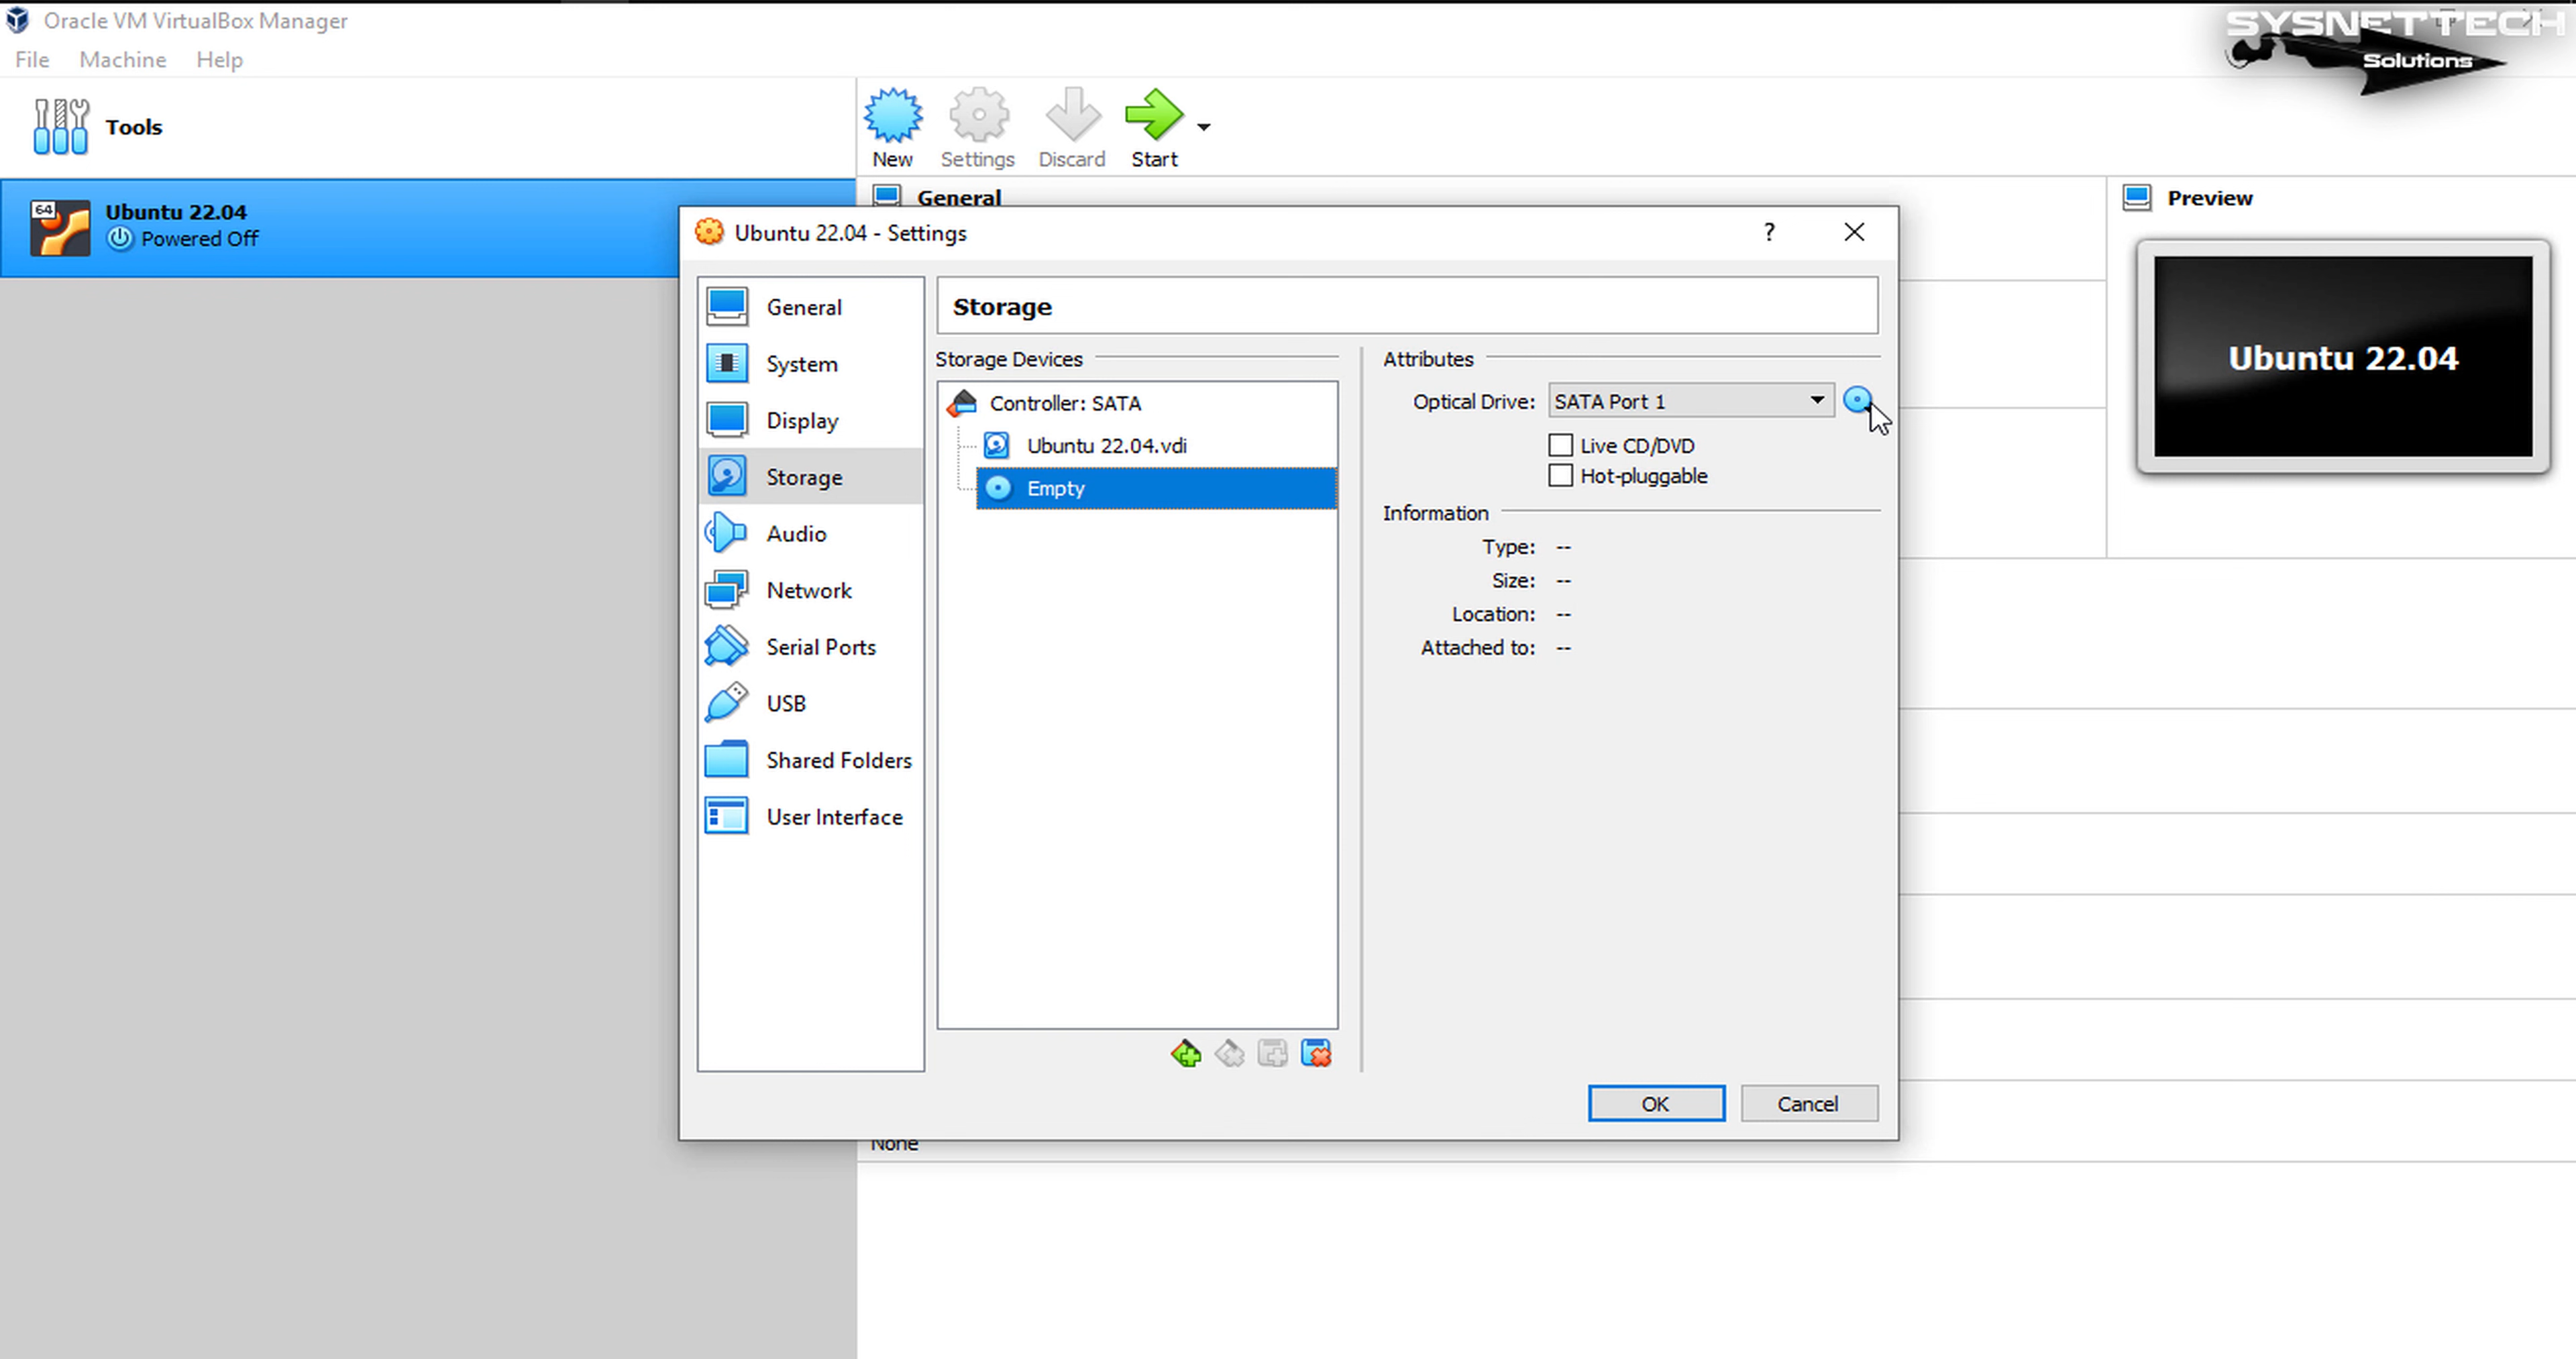 Oracle VM VirtualBox Manager
SYSNETTECH
Solutions
File Machine Help
Tools
New Settings Discard Start
64
Ubuntu 22.04
Powered Off
General
Preview
Ubuntu 22.04
Ubuntu 22.04 - Settings ?
General
System
Display
Storage
Audio
Network
Serial Ports
USB
Shared Folders
User Interface
Storage
Storage Devices
Controller: SATA
Ubuntu 22.04.vdi
Empty
Attributes
Optical Drive: SATA Port 1
Live CD/DVD
Hot-pluggable
Information
Type: --
Size: --
Location: --
Attached to: --
OK Cancel
None